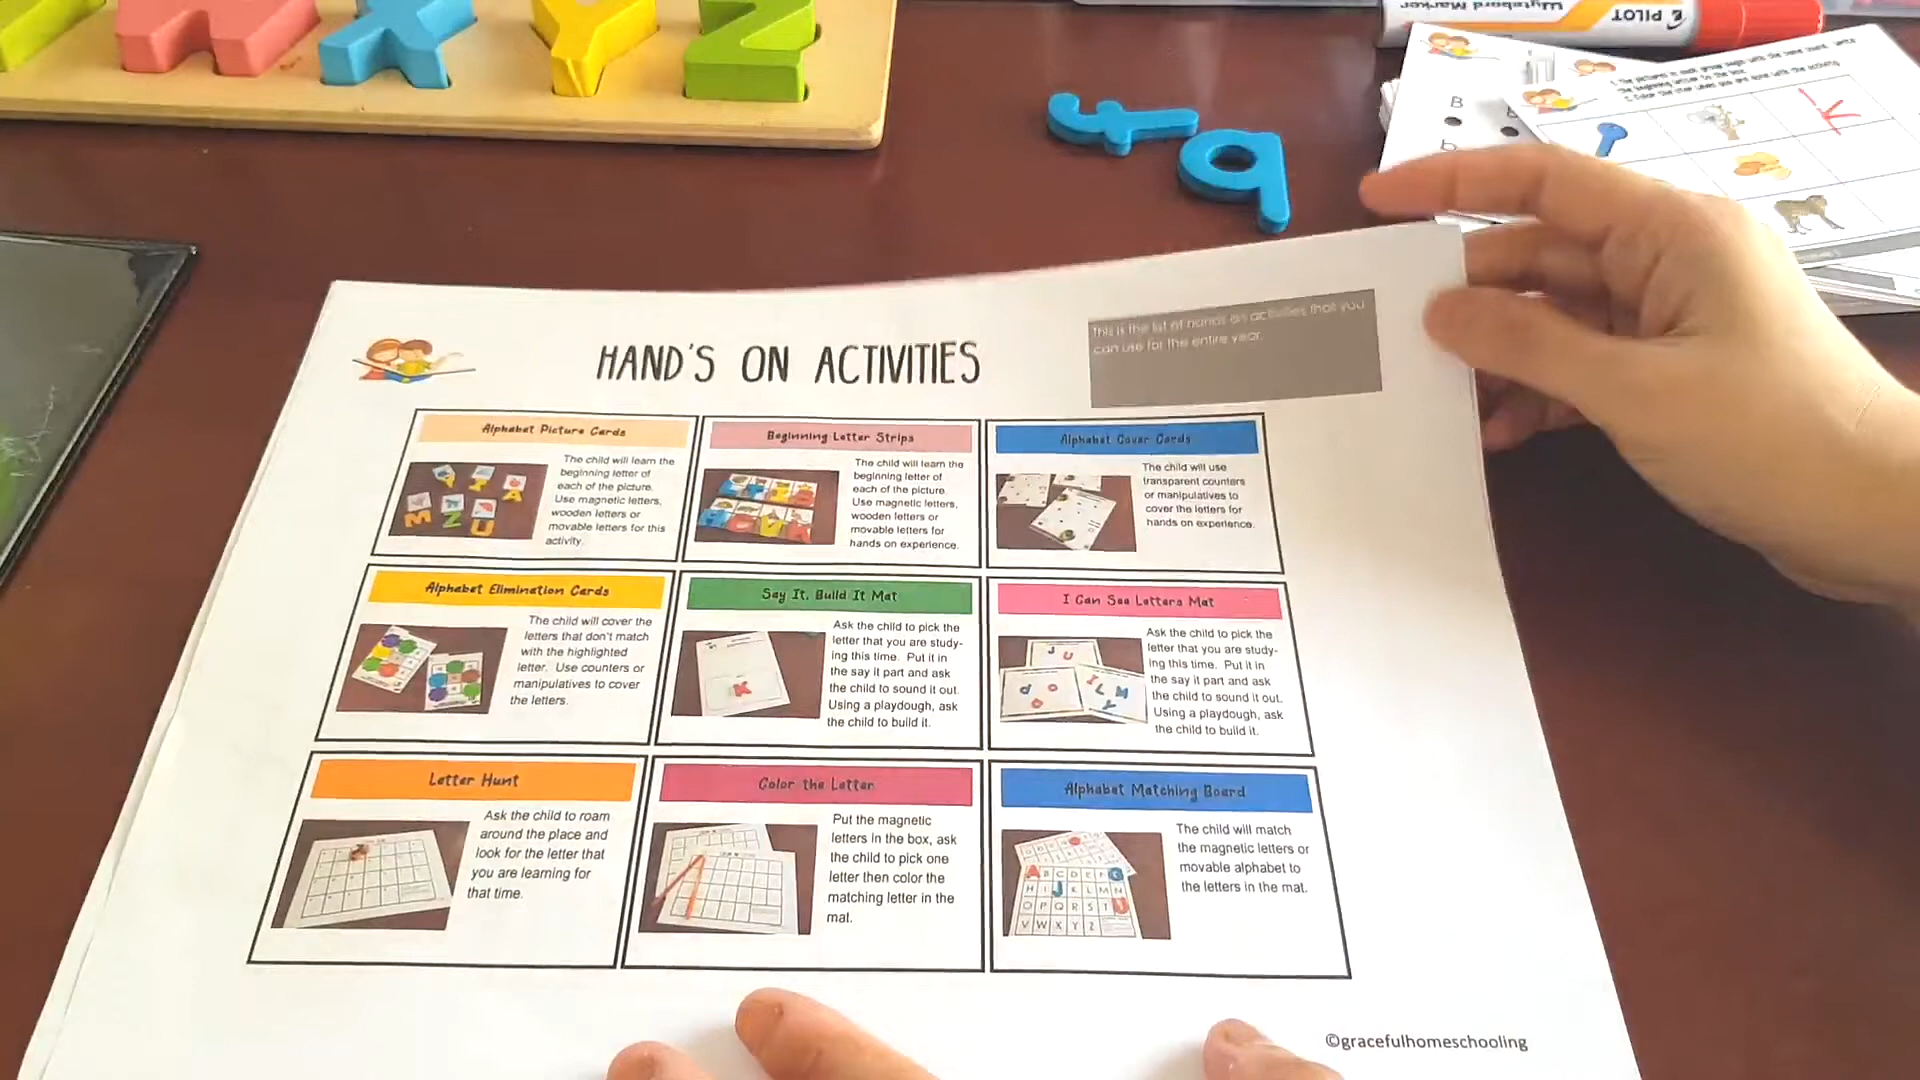 PILOT
Wyteboard Marker
B
b
HAND'S ON ACTIVITIES
This is the list of hands on activities that you
can use for the entire year.
Alphabet Picture Cards
The child will learn the
beginning letter of
each of the picture.
Use magnetic letters,
wooden letters or
movable letters for this
activity.
Beginning Letter Strips
The child will learn the
beginning letter of
each of the picture.
Use magnetic letters,
wooden letters or
movable letters for
hands on experience.
Alphabet Cover Cards
The child will use
transparent counters
or manipulatives to
cover the letters for
hands on experience.
Alphabet Elimination Cards
The child will cover the
letters that don't match
with the highlighted
letter. Use counters or
manipulatives to cover
the letters.
Say It, Build It Mat
Ask the child to pick the
letter that you are study-
ing this time. Put it in
the say it part and ask
the child to sound it out.
Using a playdough, ask
the child to build it.
I Can See Letters Mat
Ask the child to pick the
letter that you are study-
ing this time. Put it in
the say it part and ask
the child to sound it out.
Using a playdough, ask
the child to build it.
Letter Hunt
Ask the child to roam
around the place and
look for the letter that
you are learning for
that time.
Color the Letter
Put the magnetic
letters in the box, ask
the child to pick one
letter then color the
matching letter in the
mat.
Alphabet Matching Board
The child will match
the magnetic letters or
movable alphabet to
the letters in the mat.
©gracefulhomeschooling